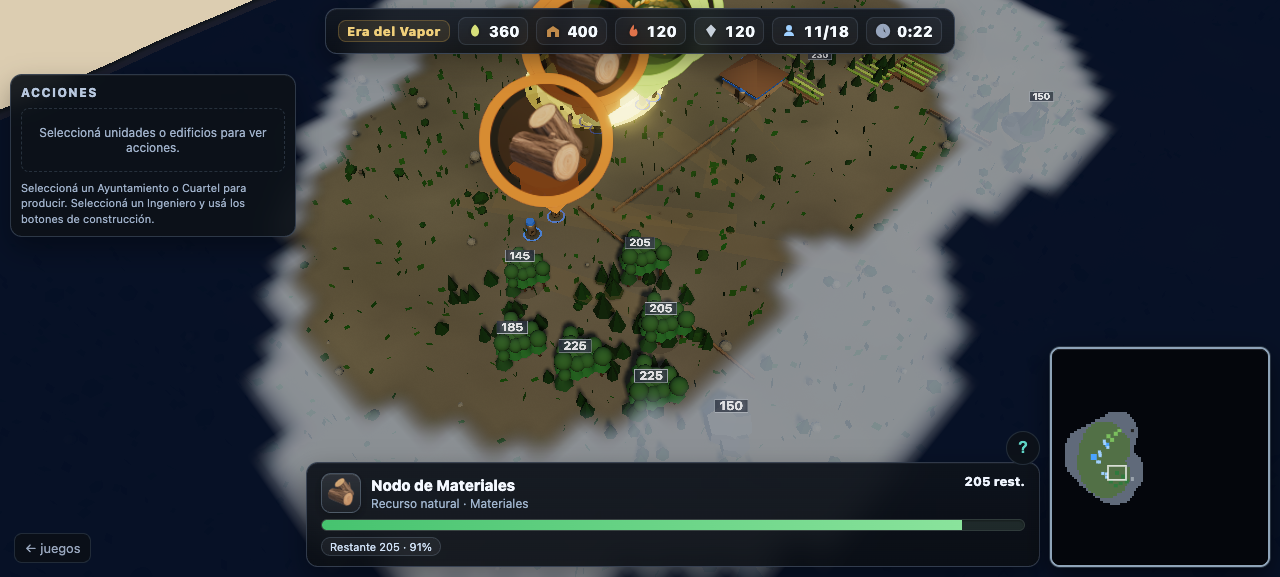 Era del Vapor 360 400 120 120 11/18 0:22
230
150
ACCIONES
Seleccioná unidades o edificios para ver
acciones.
Seleccioná un Ayuntamiento o Cuartel para
producir. Seleccioná un Ingeniero y usá los
botones de construcción.
205
145
205
185
225
225
150
?
Nodo de Materiales
205 rest.
Recurso natural · Materiales
Restante 205 · 91%
← juegos